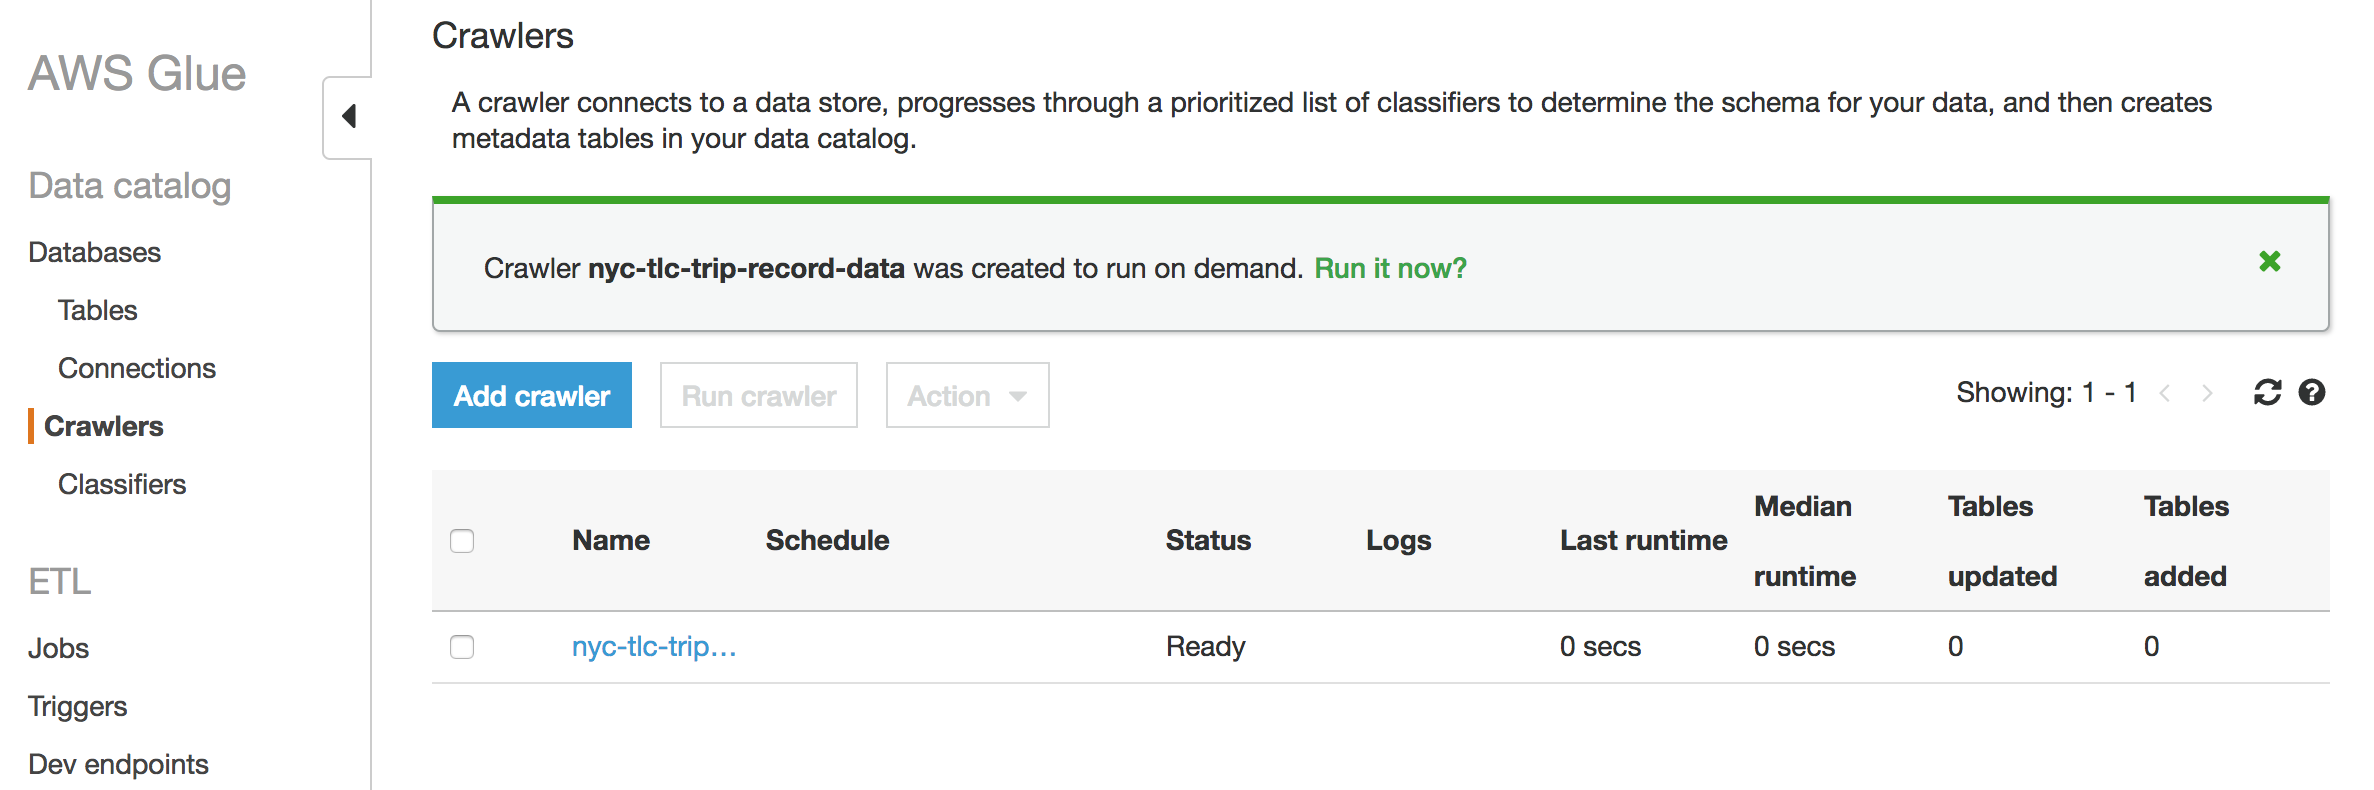 AWS Glue
Data catalog
Databases
Tables
Connections
Crawlers
Classifiers
ETL
Jobs
Triggers
Dev endpoints
Crawlers
A crawler connects to a data store, progresses through a prioritized list of classifiers to determine the schema for your data, and then creates
metadata tables in your data catalog.
Crawler nyc-tlc-trip-record-data was created to run on demand. Run it now?
Add crawler Run crawler Action Showing: 1 - 1
Name Schedule Status Logs Last runtime Median runtime Tables updated Tables added
nyc-tlc-trip… Ready 0 secs 0 secs 0 0